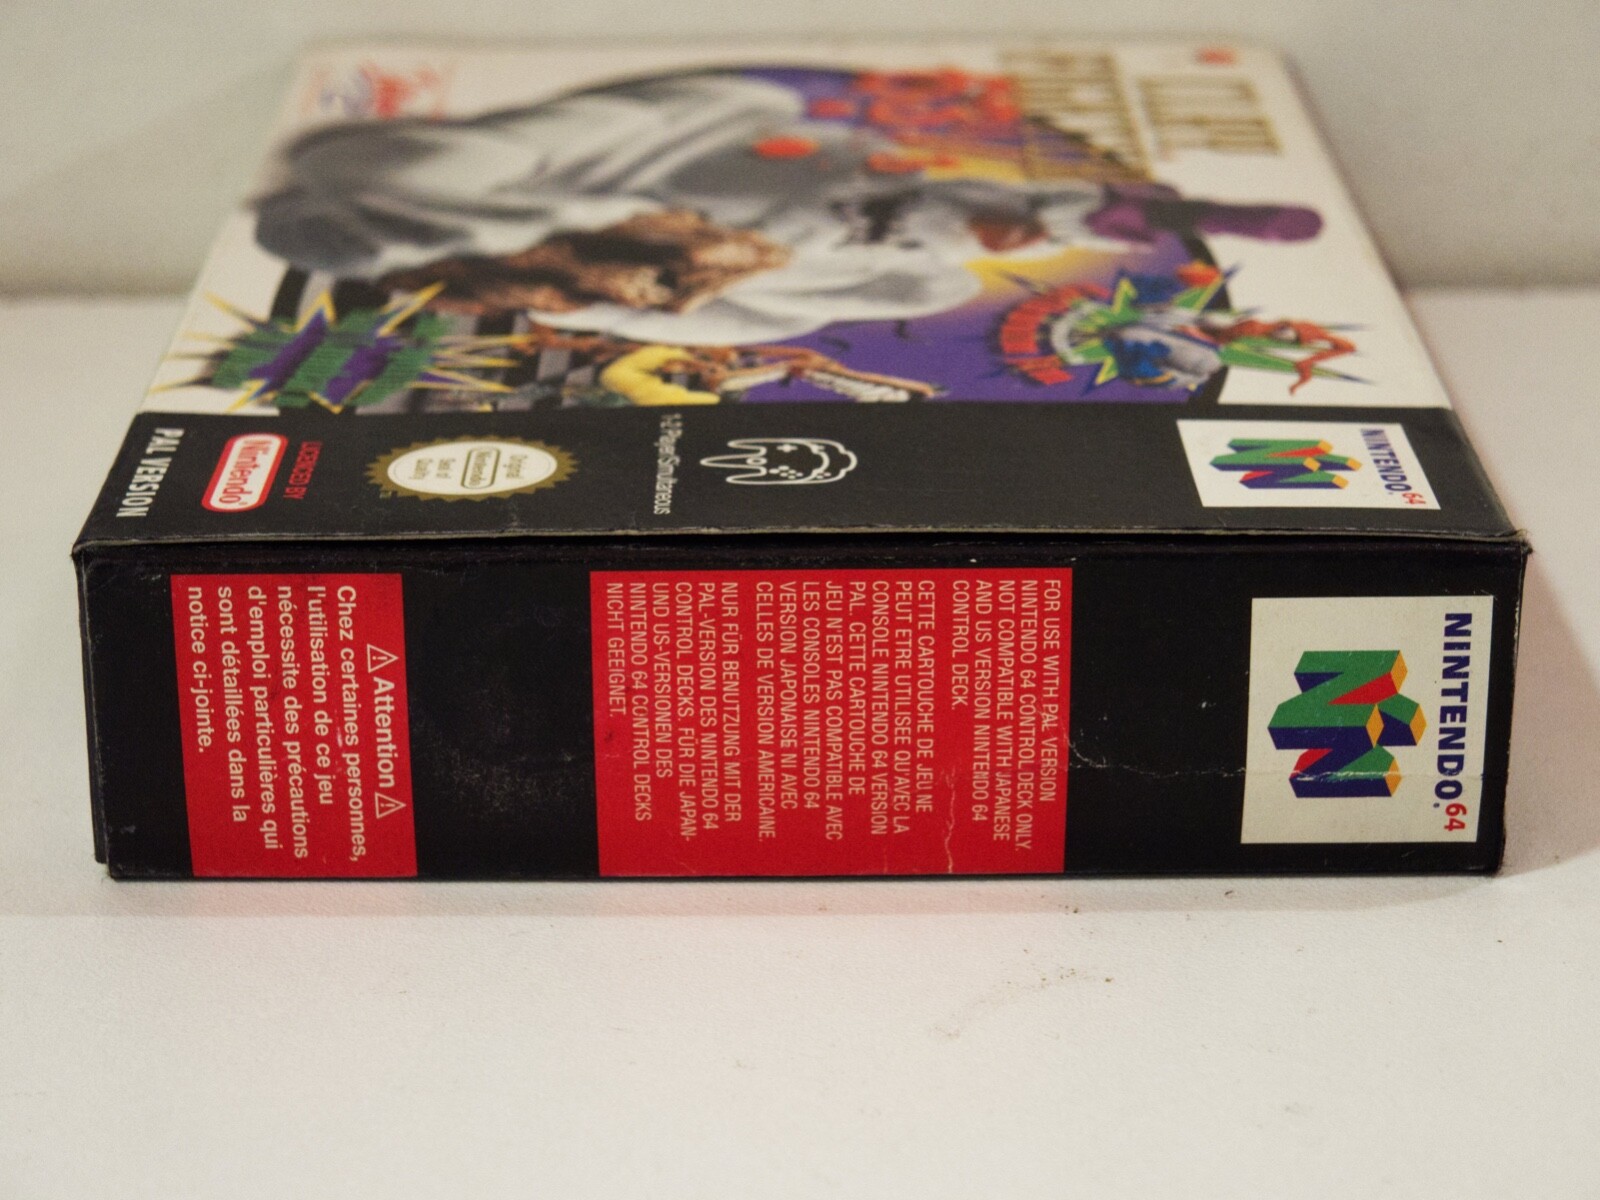 NINTENDO 64
1-2 Player/Simultaneous
Original
Nintendo
Seal of
Quality
LICENSED BY
Nintendo
PAL VERSION
NINTENDO 64
FOR USE WITH PAL VERSION
NINTENDO 64 CONTROL DECK ONLY.
NOT COMPATIBLE WITH JAPANESE
AND US VERSION NINTENDO 64
CONTROL DECK.
CETTE CARTOUCHE DE JEU NE
PEUT ETRE UTILISEE QU'AVEC LA
CONSOLE NINTENDO 64 VERSION
PAL. CETTE CARTOUCHE DE
JEU N'EST PAS COMPATIBLE AVEC
LES CONSOLES NINTENDO 64
VERSION JAPONAISE NI AVEC
CELLES DE VERSION AMERICAINE.
NUR FÜR BENUTZUNG MIT DER
PAL-VERSION DES NINTENDO 64
CONTROL DECKS. FÜR DE JAPAN-
UND US-VERSIONEN DES
NINTENDO 64 CONTROL DECKS
NICHT GEEIGNET.
⚠ Attention ⚠
Chez certaines personnes,
l'utilisation de ce jeu
nécessite des précautions
d'emploi particulières qui
sont détaillées dans la
notice ci-jointe.